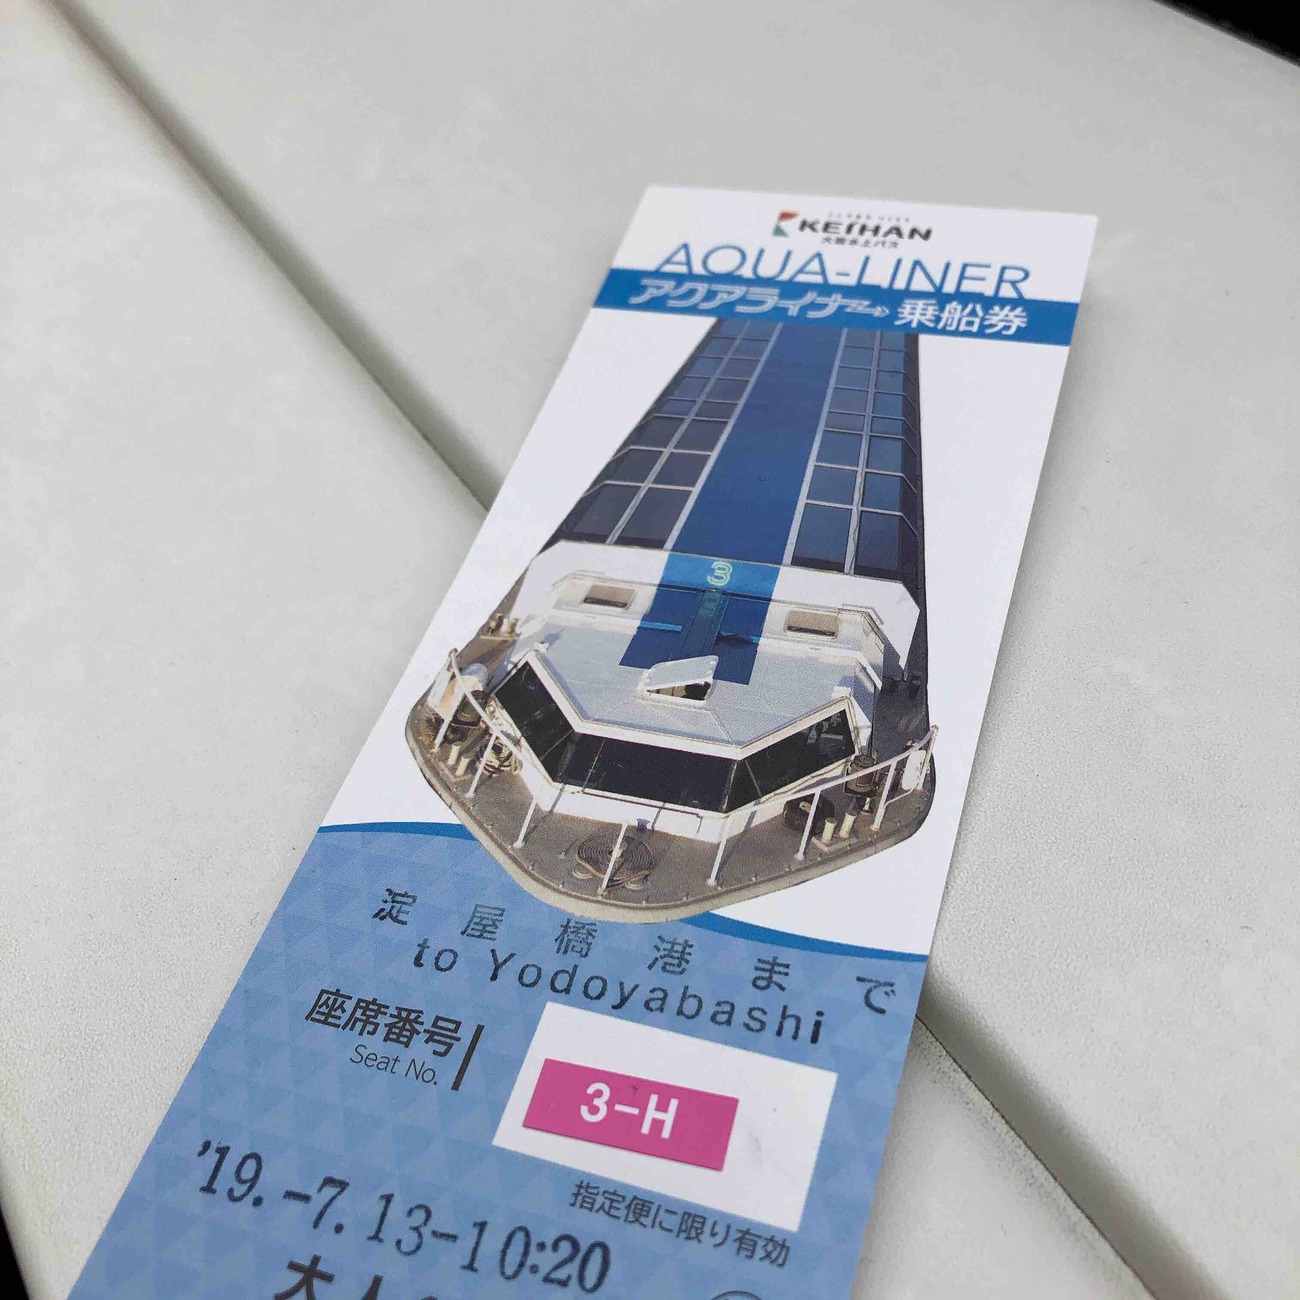 KEIHAN
大阪水上バス
AQUA-LINER
アクアライナー 乗船券
3
淀屋橋港まで
to Yodoyabashi
座席番号
Seat No.
3-H
指定便に限り有効
'19.-7.13-10:20
大人